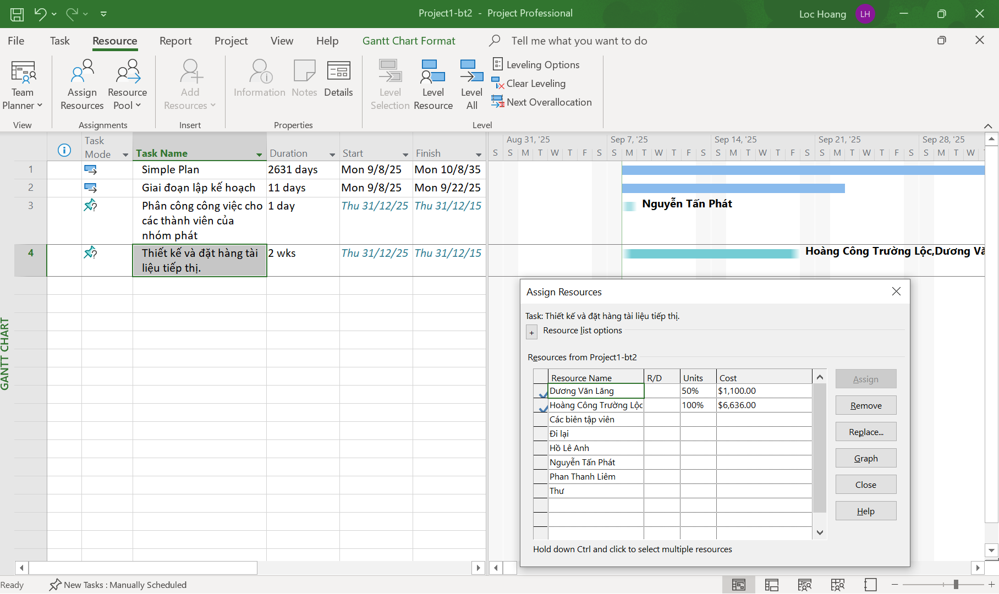 Project1-bt2 - Project Professional
Loc Hoang
LH
File Task Resource Report Project View Help Gantt Chart Format Tell me what you want to do
Team Planner
View
Assign Resources
Resource Pool
Assignments
Add Resources
Insert
Information
Notes
Details
Properties
Level Selection
Level Resource
Level All
Leveling Options
Clear Leveling
Next Overallocation
Level
Task Mode Task Name Duration Start Finish
Aug 31, '25 Sep 7, '25 Sep 14, '25 Sep 21, '25 Sep 28, '25
S S M T W T F S S M T W T F S S M T W T F S S M T W T F S S M T W
1 Simple Plan 2631 days Mon 9/8/25 Mon 10/8/35
2 Giai đoạn lập kế hoạch 11 days Mon 9/8/25 Mon 9/22/25
3 Phân công công việc cho 1 day Thu 31/12/25 Thu 31/12/15 Nguyễn Tấn Phát
các thành viên của
nhóm phát
4 Thiết kế và đặt hàng tài 2 wks Thu 31/12/25 Thu 31/12/15 Hoàng Công Trường Lộc,Dương
liệu tiếp thị.
GANTT CHART
Assign Resources
Task: Thiết kế và đặt hàng tài liệu tiếp thị.
+ Resource list options
Resources from Project1-bt2
Resource Name R/D Units Cost
Dương Văn Lăng 50% $1,100.00
Hoàng Công Trường Lộc 100% $6,636.00
Các biên tập viên
Đi lại
Hồ Lê Anh
Nguyễn Tấn Phát
Phan Thanh Liêm
Thư
Assign
Remove
Replace...
Graph
Close
Help
Hold down Ctrl and click to select multiple resources
Ready New Tasks : Manually Scheduled